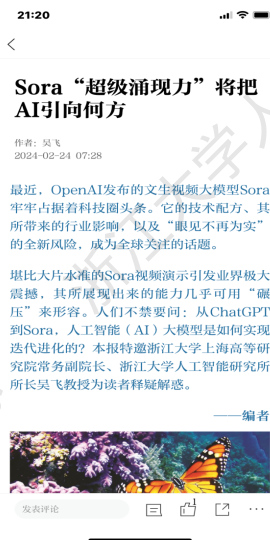 21:20
Sora“超级涌现力”将把
AI引向何方
作者：吴飞
2024-02-24 07:28
最近，OpenAI发布的文生视频大模型Sora
牢牢占据着科技圈头条。它的技术配方、其
所带来的行业影响，以及“眼见不再为实”
的全新风险，成为全球关注的话题。
堪比大片水准的Sora视频演示引发业界极大
震撼，其所展现出来的能力几乎可用“碾
压”来形容。人们不禁要问：从ChatGPT
到Sora，人工智能（AI）大模型是如何实现
迭代进化的？本报特邀浙江大学上海高等研
究院常务副院长、浙江大学人工智能研究所
所长吴飞教授为读者释疑解惑。
——编者
发表评论
1
浙江大学人